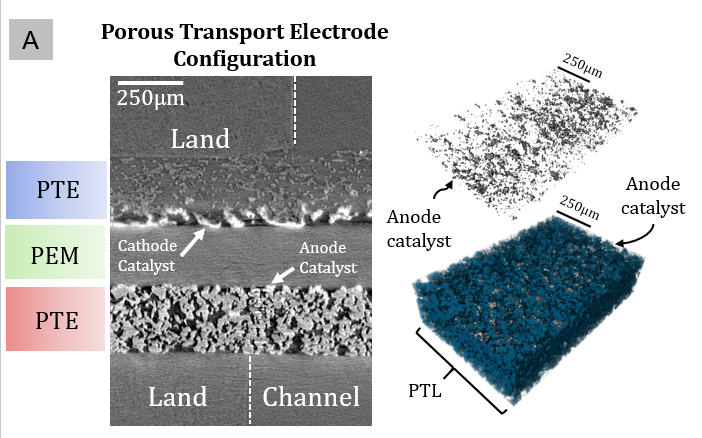 A
Porous Transport Electrode
Configuration
250μm
Land
PTE
Cathode
Catalyst
PEM
Anode
Catalyst
PTE
Land
Channel
250μm
Anode
catalyst
250μm
Anode
catalyst
PTL